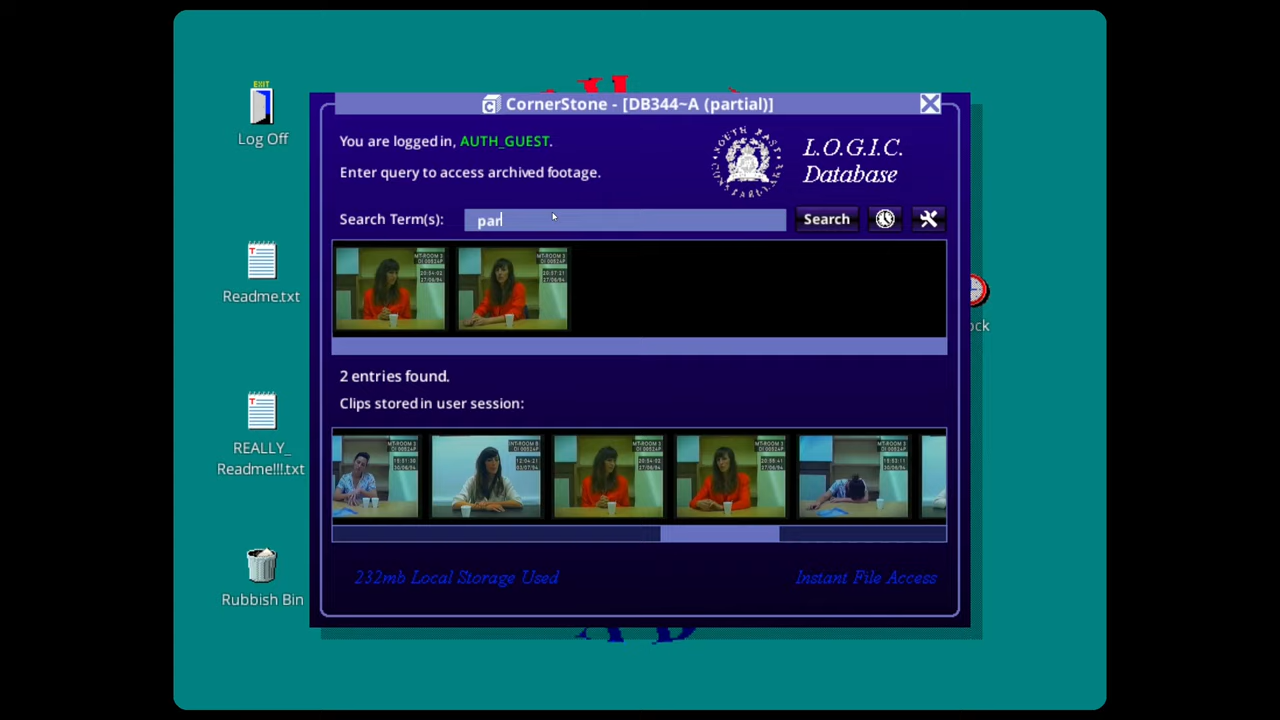 EXIT
Log Off
Readme.txt
REALLY_
Readme!!!.txt
Rubbish Bin
CornerStone - [DB344~A (partial)]
You are logged in, AUTH_GUEST.
Enter query to access archived footage.
L.O.G.I.C.
Database
Search Term(s):
par
Search
2 entries found.
Clips stored in user session:
232mb Local Storage Used
Instant File Access
ock